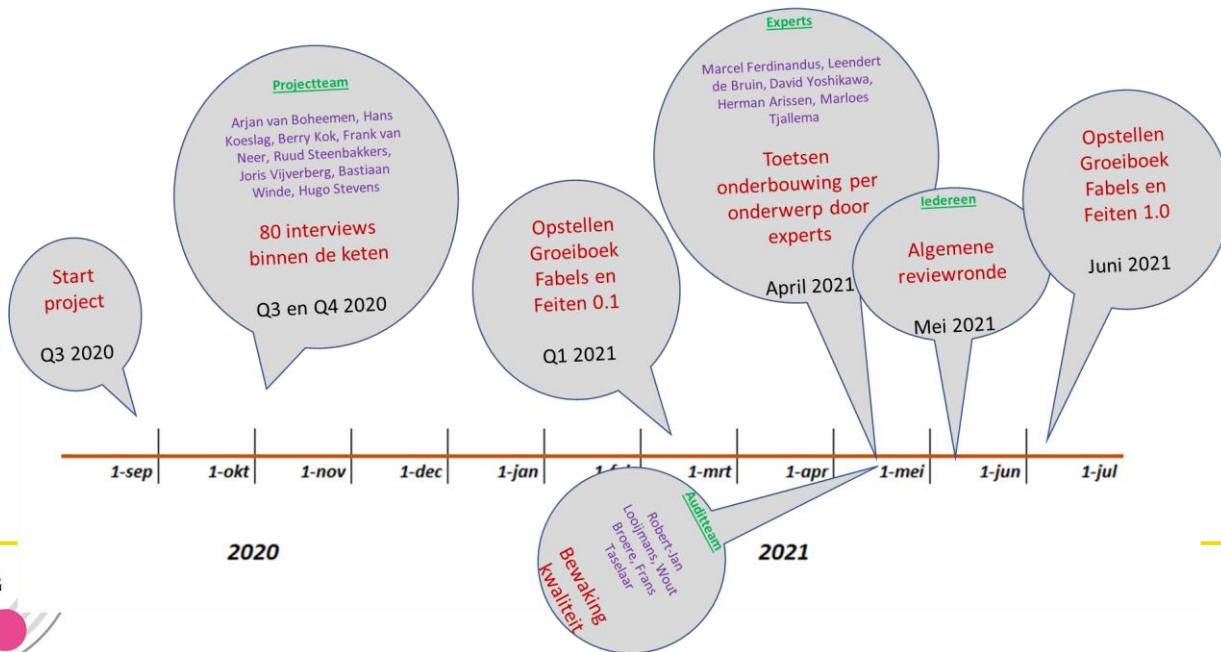 Start
project
Q3 2020
Projectteam
Arjan van Boheemen, Hans
Koeslag, Berry Kok, Frank van
Neer, Ruud Steenbakkers,
Joris Vijverberg, Bastiaan
Winde, Hugo Stevens
80 interviews
binnen de keten
Q3 en Q4 2020
Opstellen
Groeiboek
Fabels en
Feiten 0.1
Q1 2021
Experts
Marcel Ferdinandus, Leendert
de Bruin, David Yoshikawa,
Herman Arissen, Marloes
Tjallema
Toetsen
onderbouwing per
onderwerp door
experts
April 2021
Iedereen
Algemene
reviewronde
Mei 2021
Opstellen
Groeiboek
Fabels en
Feiten 1.0
Juni 2021
1-sep 1-okt 1-nov 1-dec 1-jan 1-mrt 1-apr 1-mei 1-jun 1-jul
Auditteam
Robert-Jan
Looijmans, Wout
Broere, Frans
Taselaar
Bewaking
kwaliteit
2020 2021